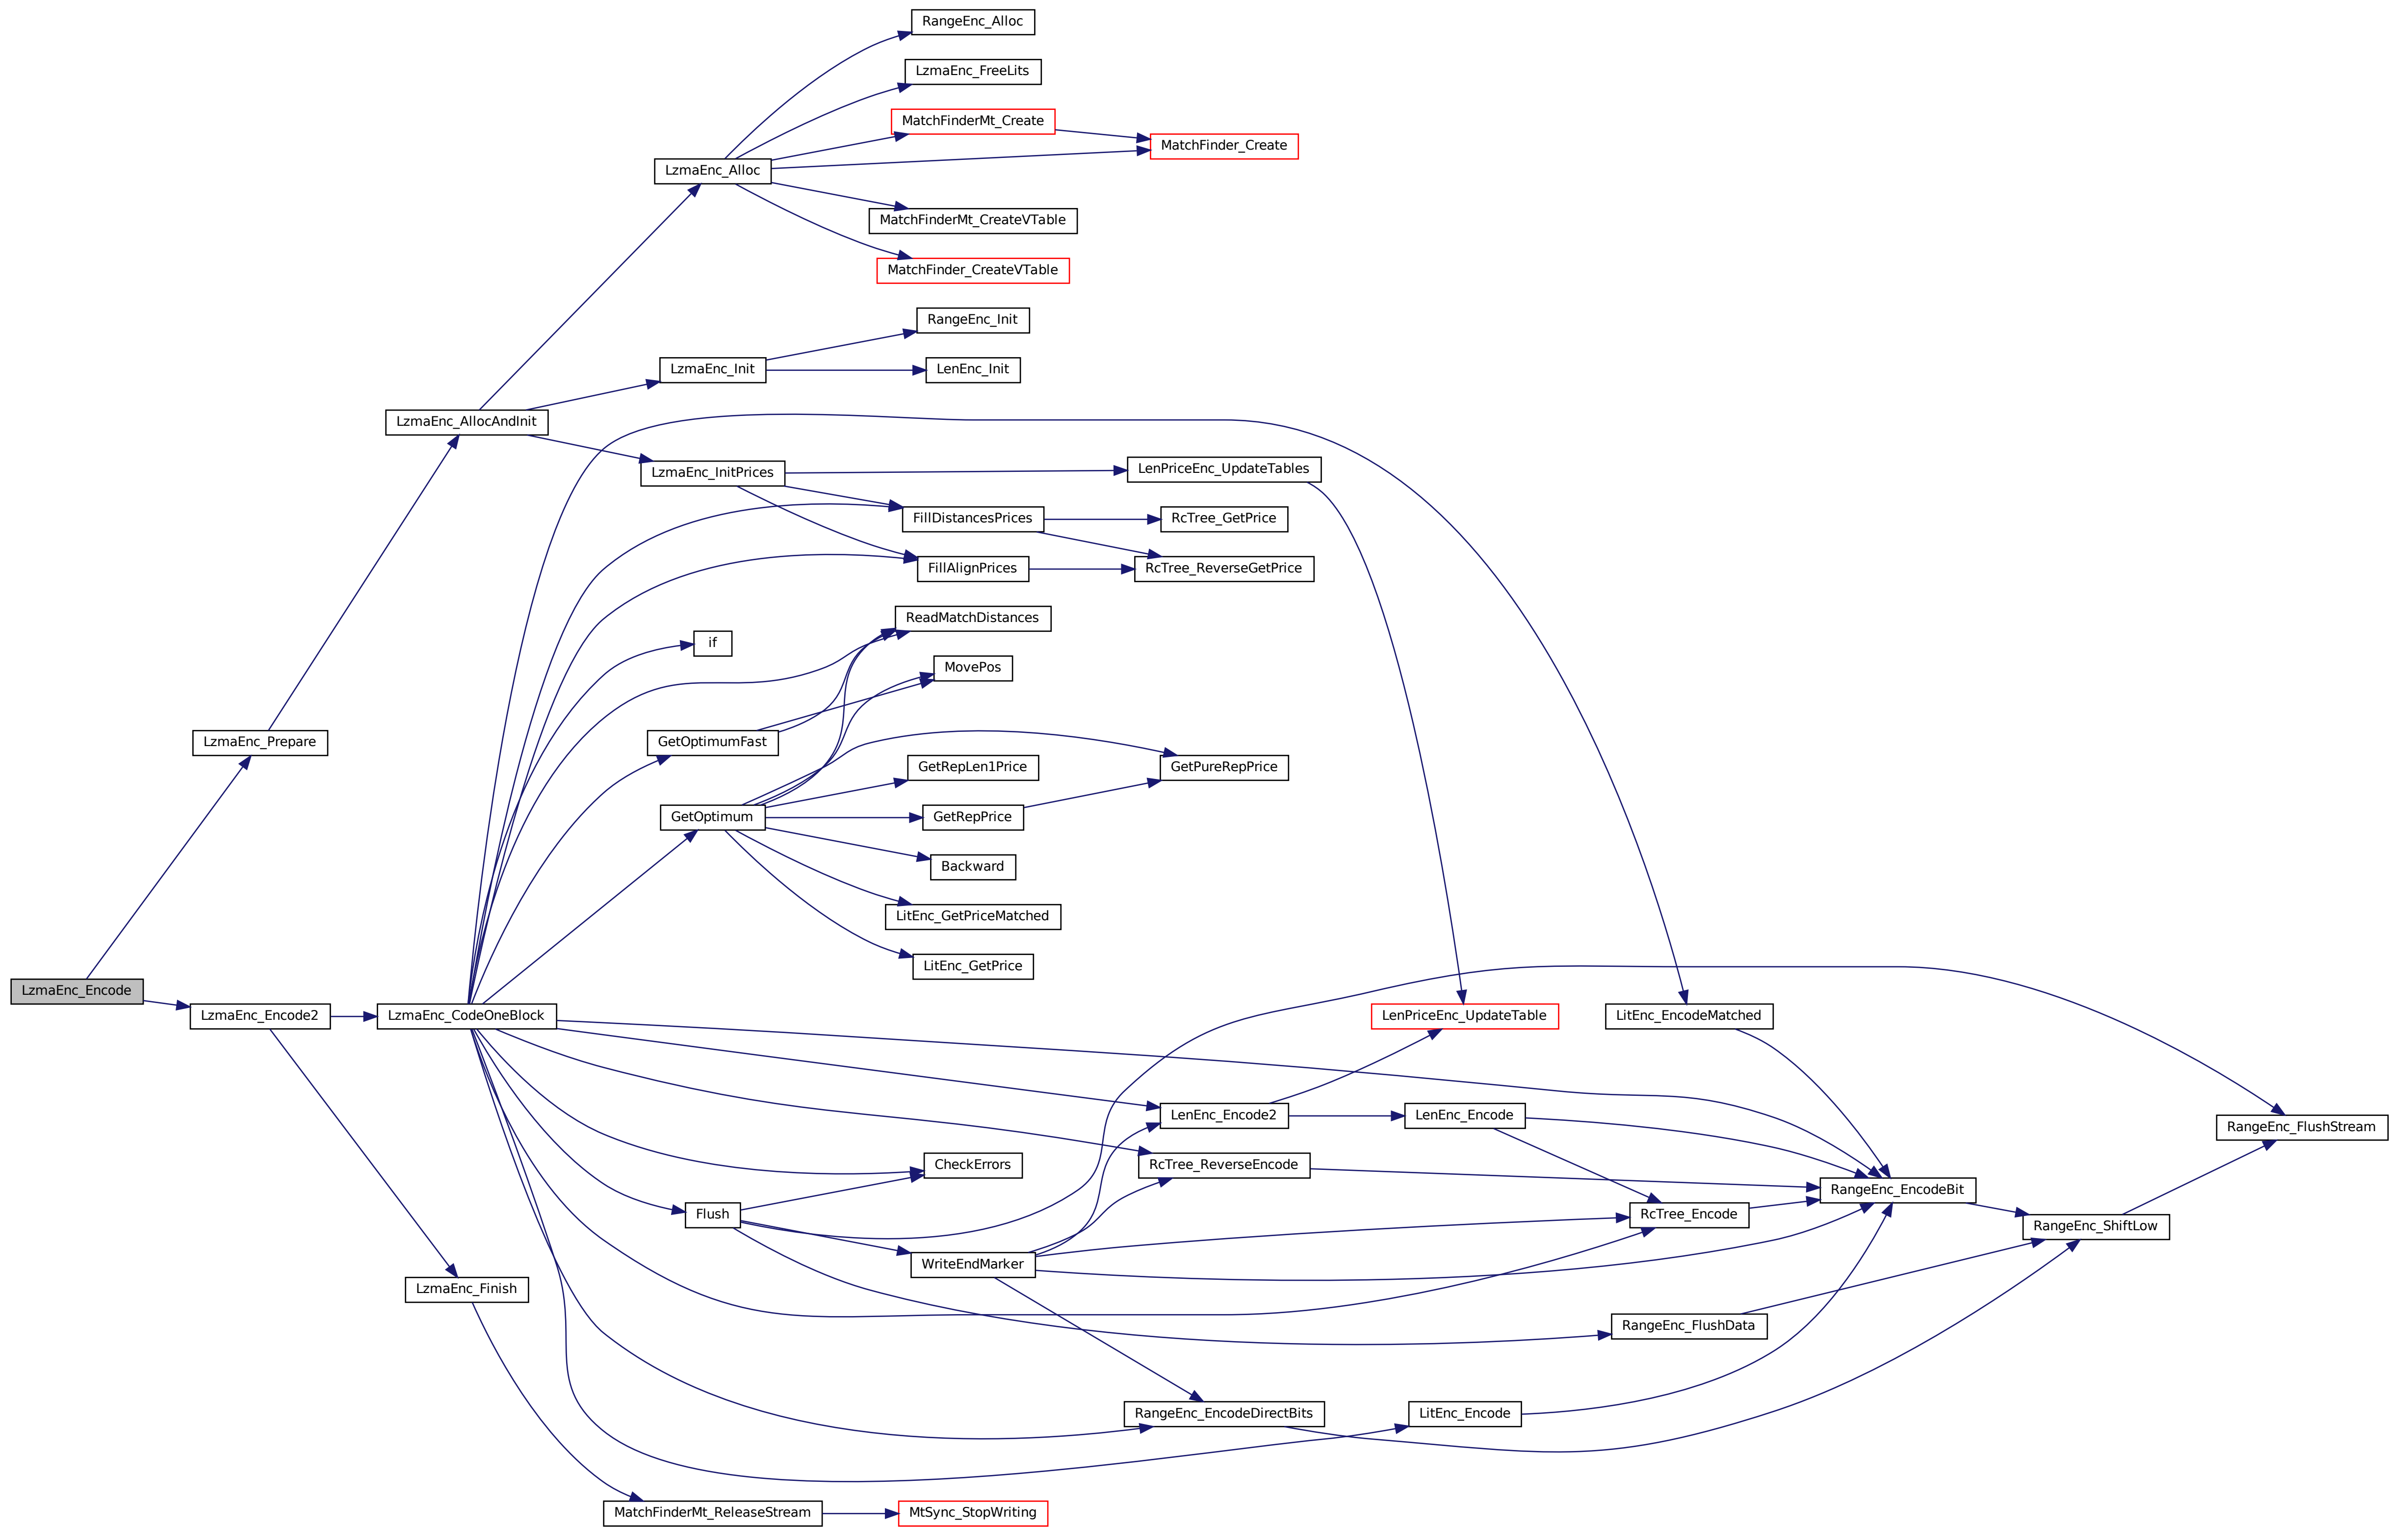 RangeEnc_Alloc
LzmaEnc_FreeLits
MatchFinderMt_Create
MatchFinder_Create
LzmaEnc_Alloc
MatchFinderMt_CreateVTable
MatchFinder_CreateVTable
RangeEnc_Init
LzmaEnc_Init
LenEnc_Init
LzmaEnc_AllocAndInit
LzmaEnc_InitPrices
LenPriceEnc_UpdateTables
FillDistancesPrices
RcTree_GetPrice
FillAlignPrices
RcTree_ReverseGetPrice
ReadMatchDistances
if
MovePos
LzmaEnc_Prepare
GetOptimumFast
GetRepLen1Price
GetPureRepPrice
GetOptimum
GetRepPrice
Backward
LitEnc_GetPriceMatched
LitEnc_GetPrice
LzmaEnc_Encode
LzmaEnc_Encode2
LzmaEnc_CodeOneBlock
LenPriceEnc_UpdateTable
LitEnc_EncodeMatched
LenEnc_Encode2
LenEnc_Encode
RangeEnc_FlushStream
CheckErrors
RcTree_ReverseEncode
RangeEnc_EncodeBit
Flush
RcTree_Encode
RangeEnc_ShiftLow
WriteEndMarker
LzmaEnc_Finish
RangeEnc_FlushData
RangeEnc_EncodeDirectBits
LitEnc_Encode
MatchFinderMt_ReleaseStream
MtSync_StopWriting